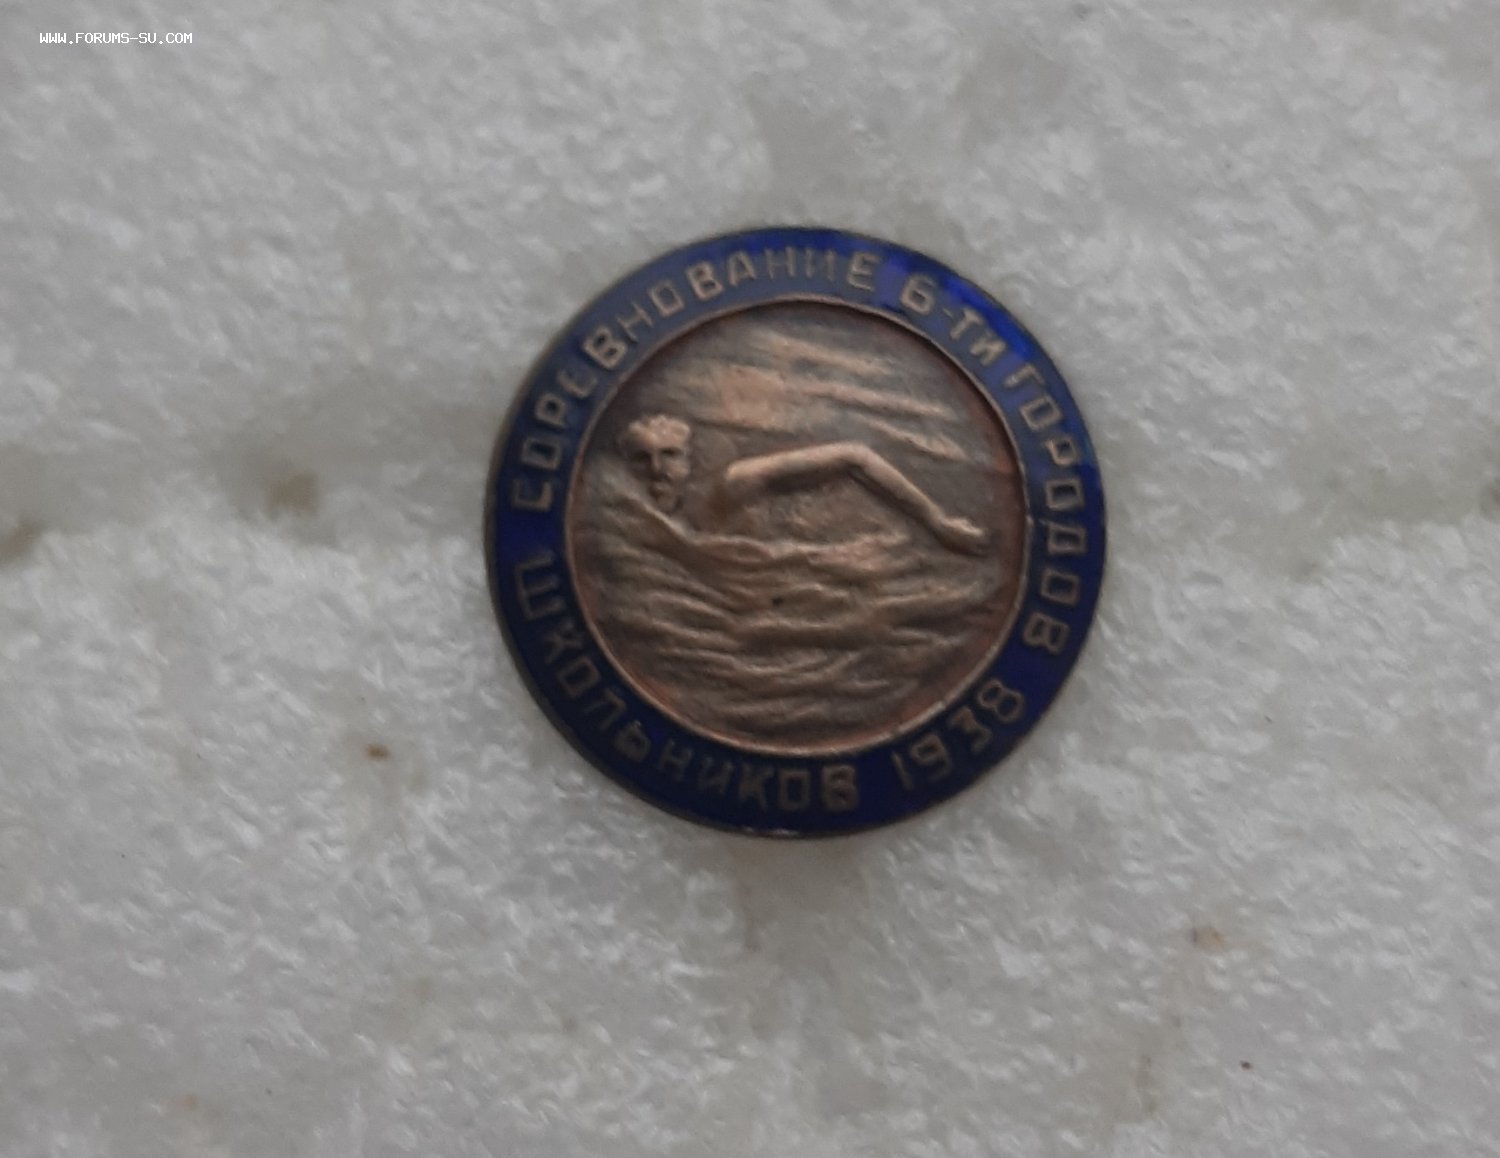 WWW.FORUMS-SU.COM
СОРЕВНОВАНИЕ 6-ТИ ГОРОДОВ 1938
ШКОЛЬНИКОВ